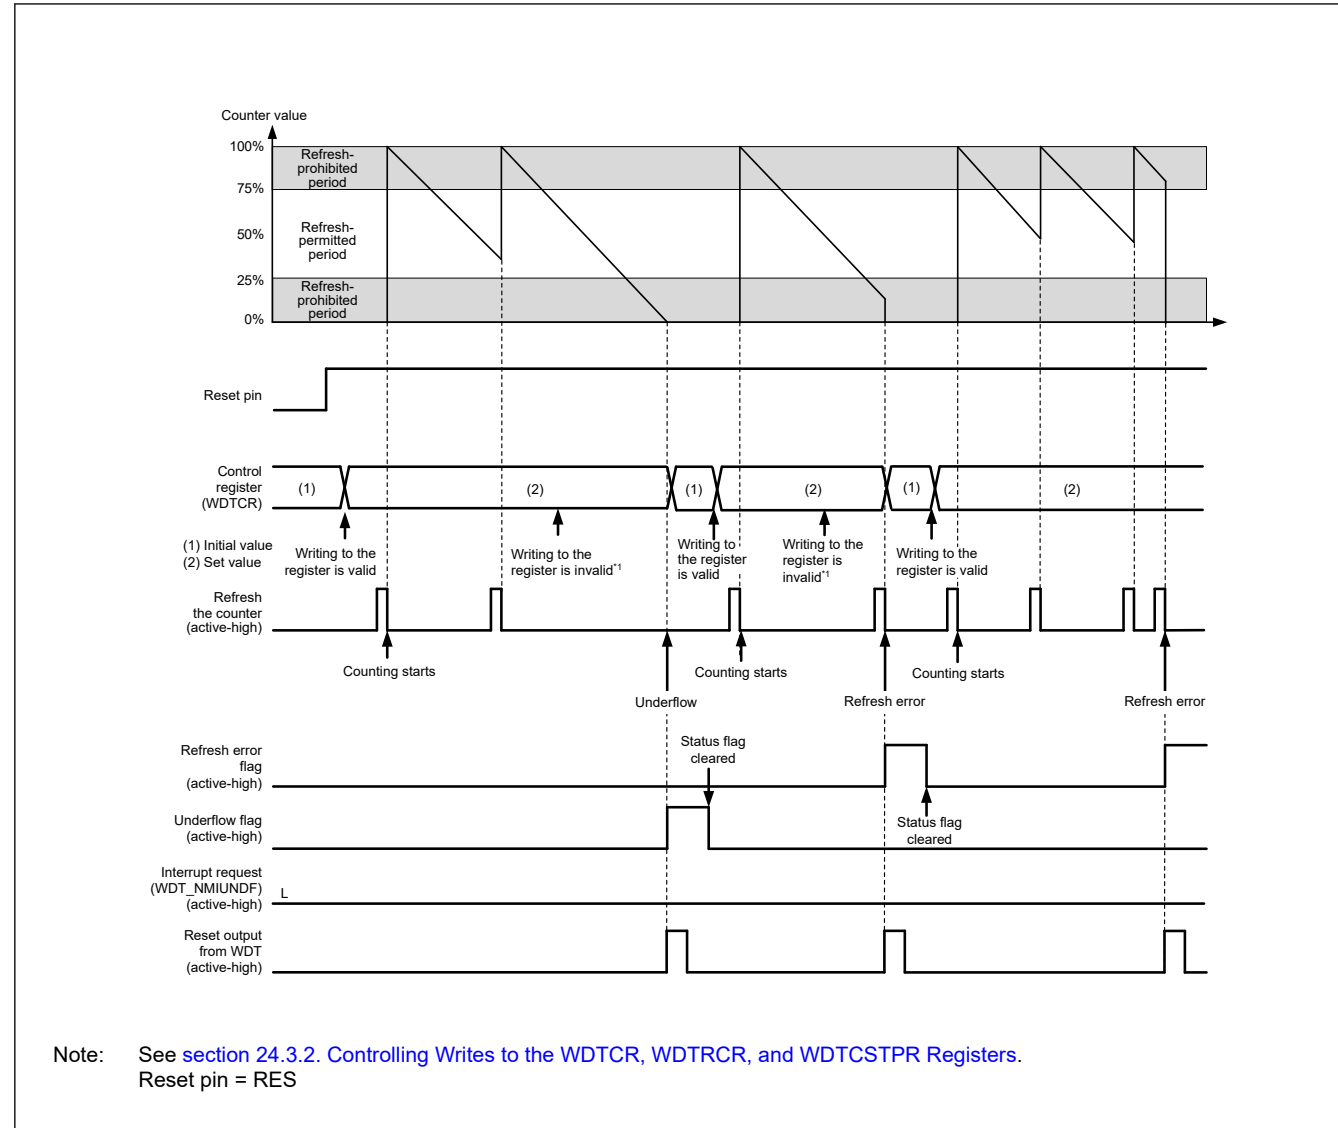 Counter value
100%
Refresh-
prohibited
period
75%
50%
Refresh-
permitted
period
25%
Refresh-
prohibited
period
0%
Reset pin
Control
register
(WDTCR)
(1)
(2)
(1)
(2)
(1)
(2)
(1) Initial value
(2) Set value
Writing to the
register is valid
Writing to the
register is invalid*1
Writing to
the register
is valid
Writing to the
register is
invalid*1
Writing to the
register is valid
Refresh
the counter
(active-high)
Counting starts
Counting starts
Counting starts
Underflow
Refresh error
Refresh error
Refresh error
flag
(active-high)
Status flag
cleared
Status flag
cleared
Underflow flag
(active-high)
Interrupt request
(WDT_NMIUNDF)
(active-high)
L
Reset output
from WDT
(active-high)
Note: See section 24.3.2. Controlling Writes to the WDTCR, WDTRCR, and WDTCSTPR Registers.
Reset pin = RES